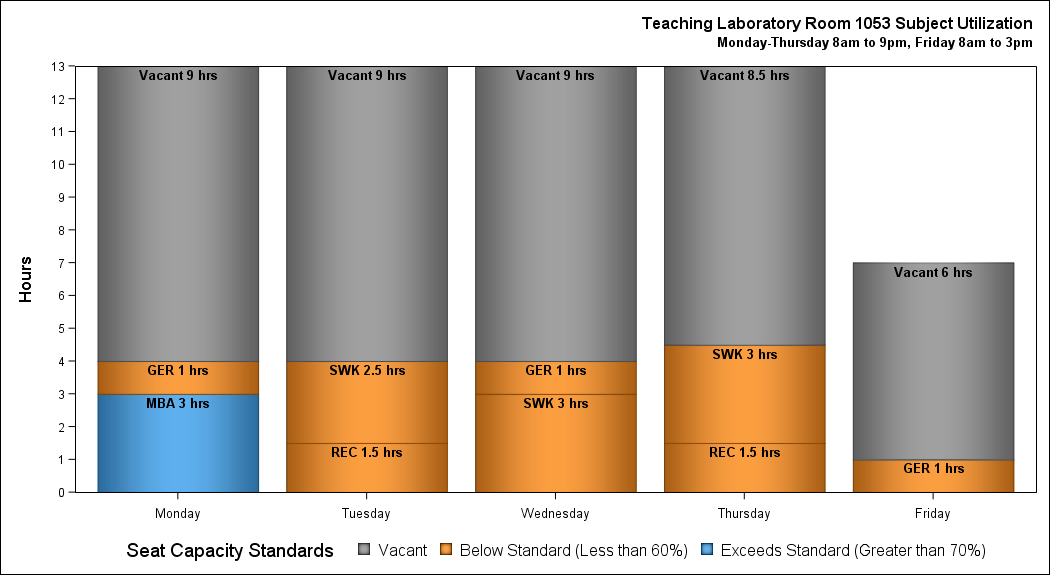 Teaching Laboratory Room 1053 Subject Utilization
Monday-Thursday 8am to 9pm, Friday 8am to 3pm
Hours
13
12
11
10
9
8
7
6
5
4
3
2
1
0
Vacant 9 hrs
GER 1 hrs
MBA 3 hrs
Vacant 9 hrs
SWK 2.5 hrs
REC 1.5 hrs
Vacant 9 hrs
GER 1 hrs
SWK 3 hrs
Vacant 8.5 hrs
SWK 3 hrs
REC 1.5 hrs
Vacant 6 hrs
GER 1 hrs
Monday Tuesday Wednesday Thursday Friday
Seat Capacity Standards Vacant Below Standard (Less than 60%) Exceeds Standard (Greater than 70%)